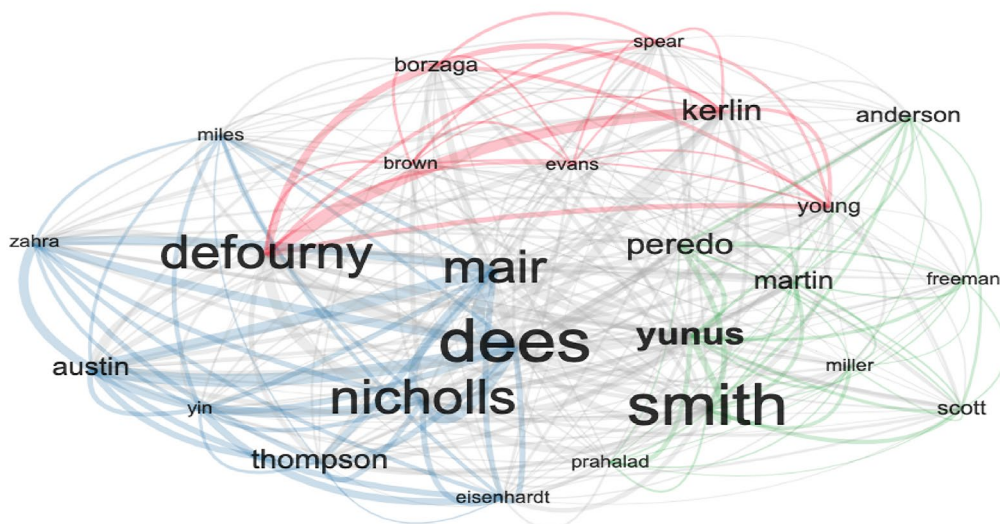 spear
borzaga
kerlin
anderson
miles
brown
evans
young
zahra
defourny
mair
peredo
martin
freeman
dees
yunus
austin
miller
nicholls
smith
yin
scott
thompson
prahalad
eisenhardt